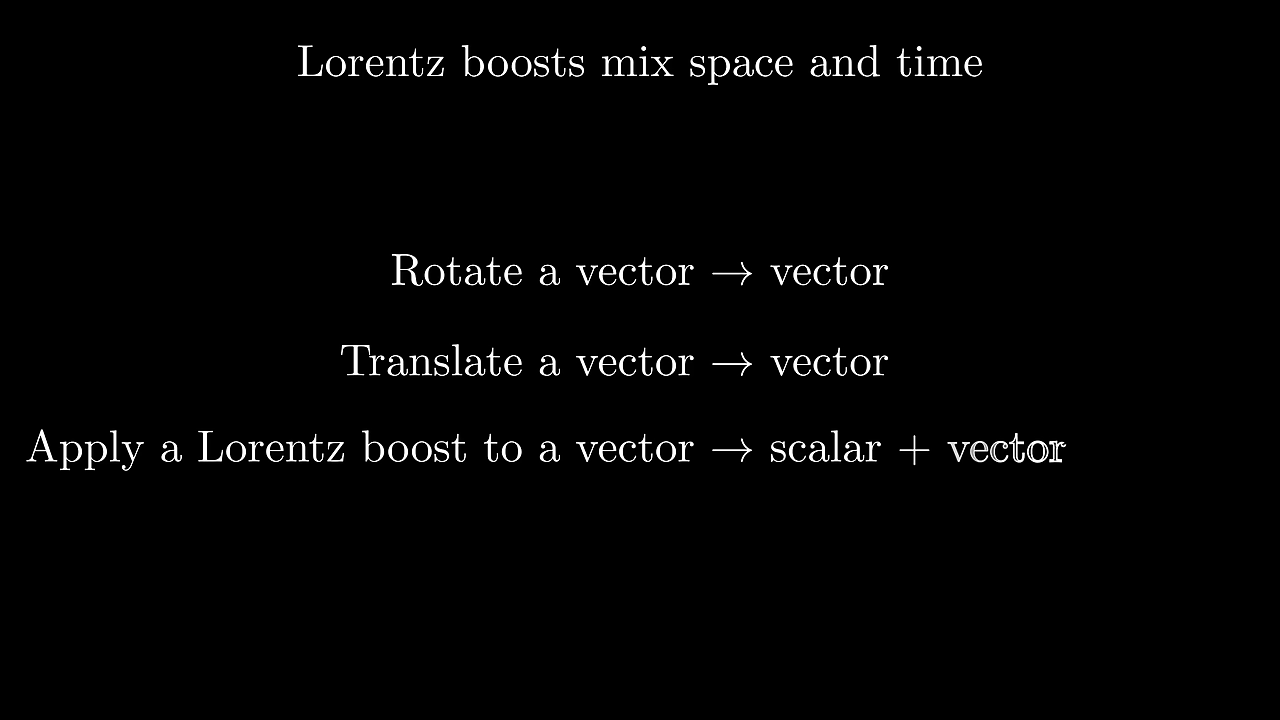 Lorentz boosts mix space and time
Rotate a vector → vector
Translate a vector → vector
Apply a Lorentz boost to a vector → scalar + vector